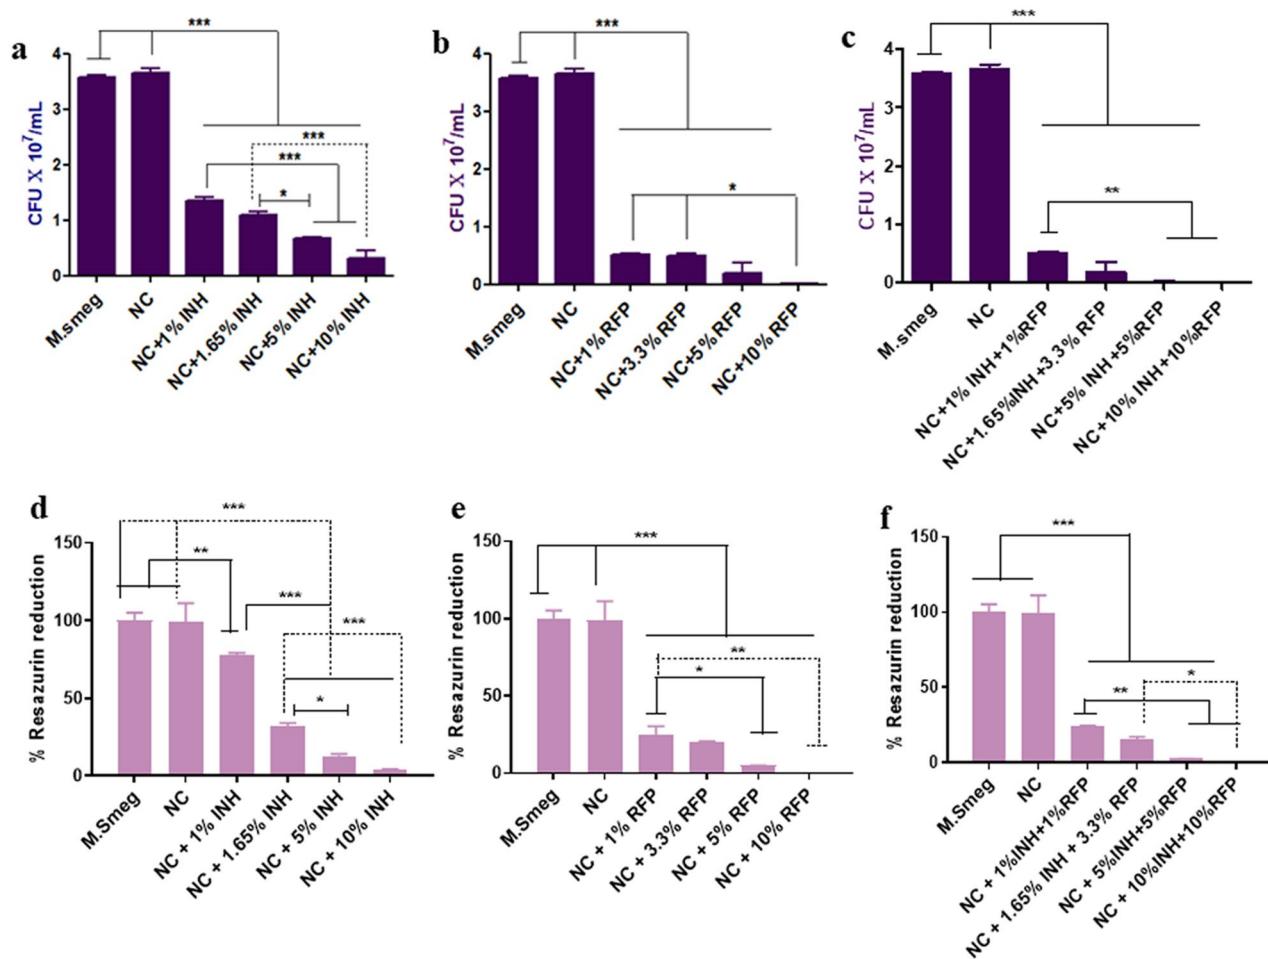 a
***
4
3
2
1
0
CFU X 10⁷/mL
***
***
*
M.smeg
NC
NC+1% INH
NC+1.65% INH
NC+5% INH
NC+10% INH
b
***
4
3
2
1
0
CFU X 10⁷/mL
*
M.smeg
NC
NC+1% RFP
NC+3.3% RFP
NC+5% RFP
NC+10% RFP
c
***
4
3
2
1
0
CFU X 10⁷/mL
**
M.smeg
NC
NC+1% INH+1%RFP
NC+1.65%INH+3.3% RFP
NC+5% INH+5%RFP
NC+10% INH+10%RFP
d
***
150
100
50
0
% Resazurin reduction
**
***
***
*
M.Smeg
NC
NC + 1% INH
NC + 1.65% INH
NC + 5% INH
NC + 10% INH
e
***
150
100
50
0
% Resazurin reduction
**
*
M.Smeg
NC
NC + 1% RFP
NC + 3.3% RFP
NC + 5% RFP
NC + 10% RFP
f
***
150
100
50
0
% Resazurin reduction
*
**
M.Smeg
NC
NC + 1%INH+1%RFP
NC + 1.65% INH + 3.3% RFP
NC + 5%INH+5%RFP
NC + 10%INH+10%RFP